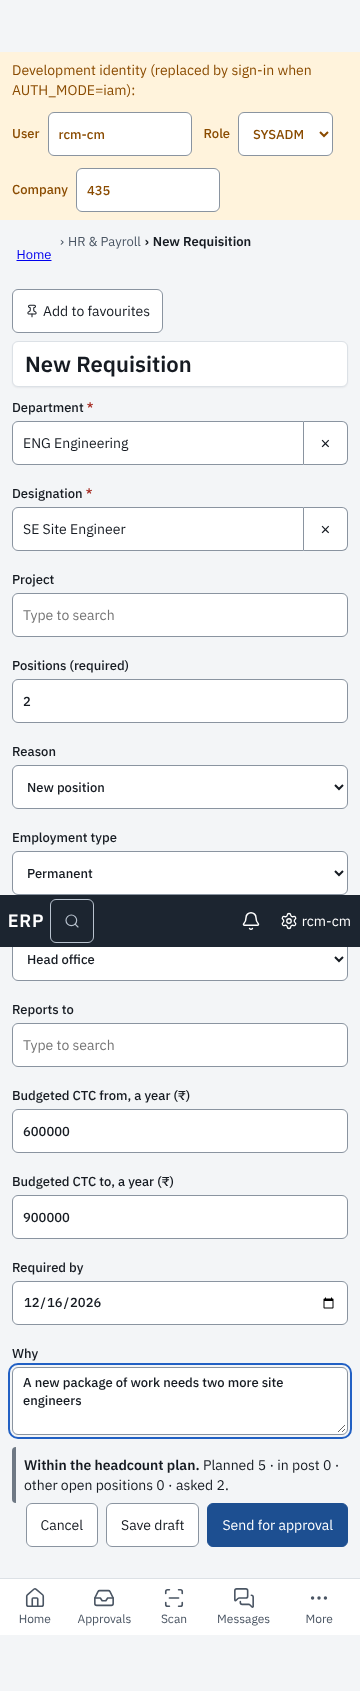 Development identity (replaced by sign-in when
AUTH_MODE=iam):
User rcm-cm Role SYSADM
Company 435
Home › HR & Payroll › New Requisition
Add to favourites
New Requisition
Department *
ENG Engineering ×
Designation *
SE Site Engineer ×
Project
Type to search
Positions (required)
2
Reason
New position
Employment type
Permanent
ERP rcm-cm
Head office
Reports to
Type to search
Budgeted CTC from, a year (₹)
600000
Budgeted CTC to, a year (₹)
900000
Required by
12/16/2026
Why
A new package of work needs two more site
engineers
Within the headcount plan. Planned 5 · in post 0 ·
other open positions 0 · asked 2.
Cancel Save draft Send for approval
Home Approvals Scan Messages More